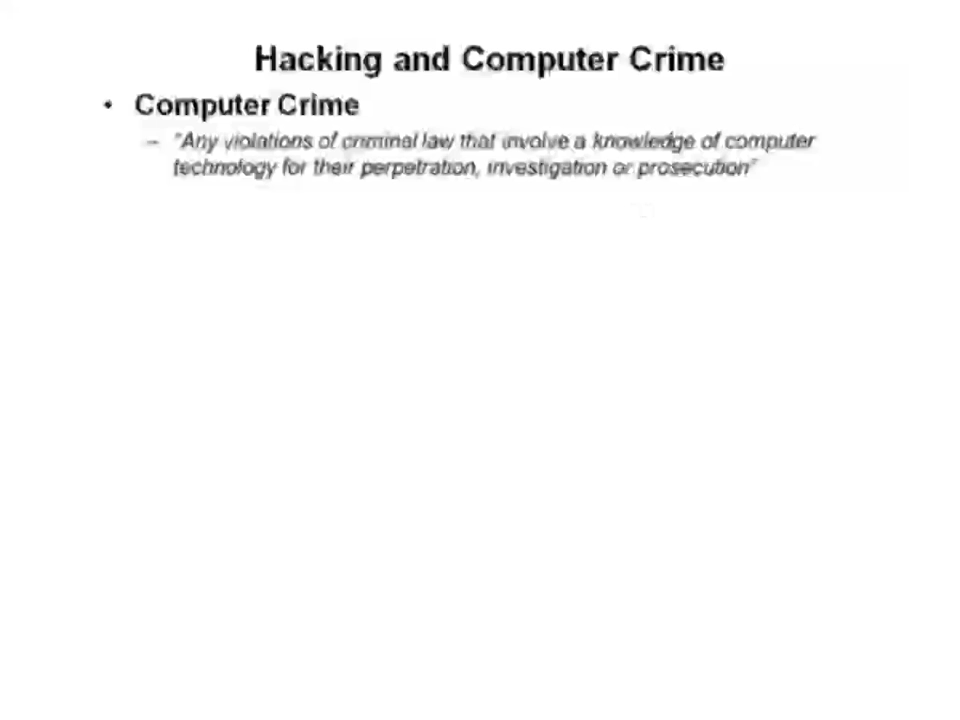 Hacking and Computer Crime
• Computer Crime
– "Any violations of criminal law that involve a knowledge of computer
technology for their perpetration, investigation or prosecution"